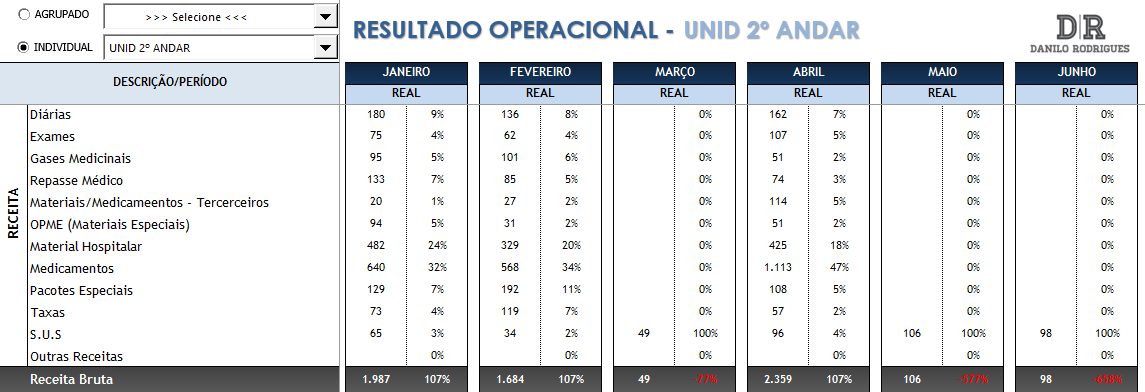 AGRUPADO >>> Selecione <<<
INDIVIDUAL UNID 2º ANDAR
RESULTADO OPERACIONAL - UNID 2º ANDAR
D|R
DANILO RODRIGUES
DESCRIÇÃO/PERÍODO JANEIRO FEVEREIRO MARÇO ABRIL MAIO JUNHO
REAL REAL REAL REAL REAL REAL
RECEITA
Diárias 180 9% 136 8% 0% 162 7% 0% 0%
Exames 75 4% 62 4% 0% 107 5% 0% 0%
Gases Medicinais 95 5% 101 6% 0% 51 2% 0% 0%
Repasse Médico 133 7% 85 5% 0% 74 3% 0% 0%
Materiais/Medicameentos - Tercerceiros 20 1% 27 2% 0% 114 5% 0% 0%
OPME (Materiais Especiais) 94 5% 31 2% 0% 51 2% 0% 0%
Material Hospitalar 482 24% 329 20% 0% 425 18% 0% 0%
Medicamentos 640 32% 568 34% 0% 1.113 47% 0% 0%
Pacotes Especiais 129 7% 192 11% 0% 108 5% 0% 0%
Taxas 73 4% 119 7% 0% 57 2% 0% 0%
S.U.S 65 3% 34 2% 49 100% 96 4% 106 100% 98 100%
Outras Receitas 0% 0% 0% 0% 0% 0%
Receita Bruta 1.987 107% 1.684 107% 49 2.359 107% 106 98